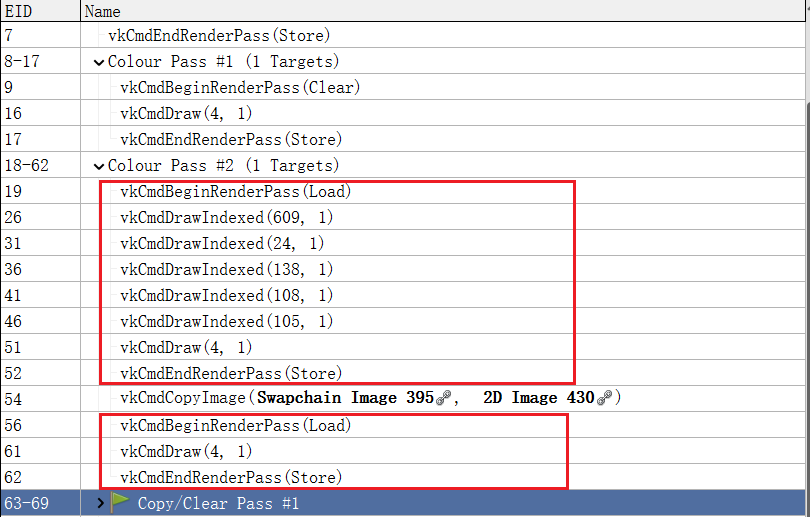 EID Name
7 vkCmdEndRenderPass(Store)
8-17 Colour Pass #1 (1 Targets)
9 vkCmdBeginRenderPass(Clear)
16 vkCmdDraw(4, 1)
17 vkCmdEndRenderPass(Store)
18-62 Colour Pass #2 (1 Targets)
19 vkCmdBeginRenderPass(Load)
26 vkCmdDrawIndexed(609, 1)
31 vkCmdDrawIndexed(24, 1)
36 vkCmdDrawIndexed(138, 1)
41 vkCmdDrawIndexed(108, 1)
46 vkCmdDrawIndexed(105, 1)
51 vkCmdDraw(4, 1)
52 vkCmdEndRenderPass(Store)
54 vkCmdCopyImage(Swapchain Image 395, 2D Image 430)
56 vkCmdBeginRenderPass(Load)
61 vkCmdDraw(4, 1)
62 vkCmdEndRenderPass(Store)
63-69 Copy/Clear Pass #1